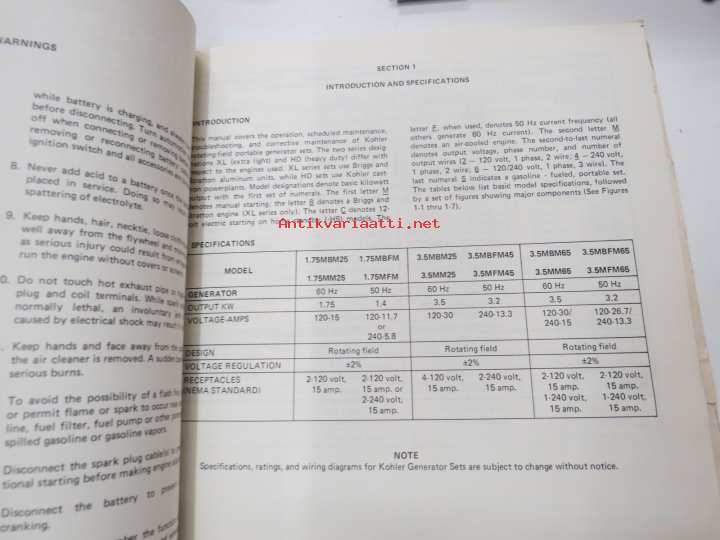 WARNINGS
while battery is charging, and always
before disconnecting. Turn
off when connecting or removing
removing or reconnecting battery
ignition switch and all accessories
8. Never add acid to a battery once the
placed in service. Doing so may
spattering of electrolyte.
9. Keep hands, hair, necktie, loose clothing
well away from the flywheel and
as serious injury could result from
run the engine without covers or
0. Do not touch hot exhaust pipe or
plug and coil terminals. While spark
normally lethal, an involuntary
caused by electrical shock may result
. Keep hands and face away from the
the air cleaner is removed. A sudden
serious burns.
To avoid the possibility of a flash fire
or permit flame or spark to occur near
line, fuel filter, fuel pump or other
spilled gasoline or gasoline vapors.
Disconnect the spark plug cable(s) to
tional starting before making engine
Disconnect the battery to prevent
cranking.
the function
SECTION 1
INTRODUCTION AND SPECIFICATIONS
INTRODUCTION
This manual covers the operation, scheduled maintenance,
troubleshooting, and corrective maintenance of Kohler
rotating-field portable generator sets. The two series desig-
nations XL (extra light) and HD (heavy duty) differ with
respect to the engines used. XL series sets use Briggs and
Stratton aluminum units, while HD sets use Kohler cast-
iron powerplants. Model designations denote basic kilowatt
output with the first set of numerals. The first letter M
denotes manual starting; the letter B denotes a Briggs and
Stratton engine (XL series only). The letter C denotes 12-
volt electric starting on models. The
letter F, when used, denotes 50 Hz current frequency (all
others generate 60 Hz current). The second letter M
denotes an air-cooled engine. The second-to-last numeral
denotes output voltage, phase number, and number of
output wires (2 – 120 volt, 1 phase, 2 wire; 4 – 240 volt,
1 phase, 2 wire; 6 – 120/240 volt, 1 phase, 3 wire). The
last numeral 5 indicates a gasoline - fueled, portable set.
The tables below list basic model specifications, followed
by a set of figures showing major components (See Figures
1-1 thru 1-7).
Antikvariaatti.net
SPECIFICATIONS
MODEL 1.75MBM25 1.75MBFM 3.5MBM25 3.5MBFM45 3.5MBM65 3.5MBFM65
1.75MM25 1.75MFM 3.5MM25 3.5MFM45 3.5MM65 3.5MFM65
GENERATOR 60 Hz 50 Hz 60 Hz 50 Hz 60 Hz 50 Hz
OUTPUT KW 1.75 1.4 3.5 3.2 3.5 3.2
VOLTAGE-AMPS 120-15 120-11.7 120-30 240-13.3 120-30/ 120-26.7/
or 240-15 240-13.3
240-5.8
DESIGN Rotating field Rotating field Rotating field
VOLTAGE REGULATION ±2% ±2% ±2%
RECEPTACLES 2-120 volt, 2-120 volt, 4-120 volt, 2-240 volt, 2-120 volt, 2-120 volt,
(NEMA STANDARD) 15 amp. 15 amp. or 15 amp. 15 amp. 15 amp. 15 amp.
2-240 volt, 1-240 volt, 1-240 volt,
15 amp. 15 amp. 15 amp.
NOTE
Specifications, ratings, and wiring diagrams for Kohler Generator Sets are subject to change without notice.